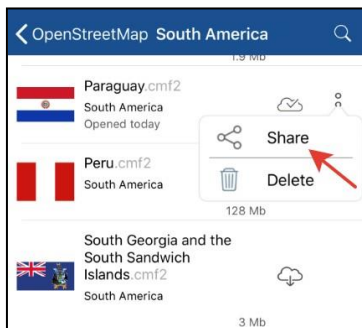 OpenStreetMap South America
1.9 Mb
Paraguay.cmf2
South America
Opened today
Share
Peru.cmf2
South America
Delete
128 Mb
South Georgia and the
South Sandwich
Islands.cmf2
South America
3 Mb